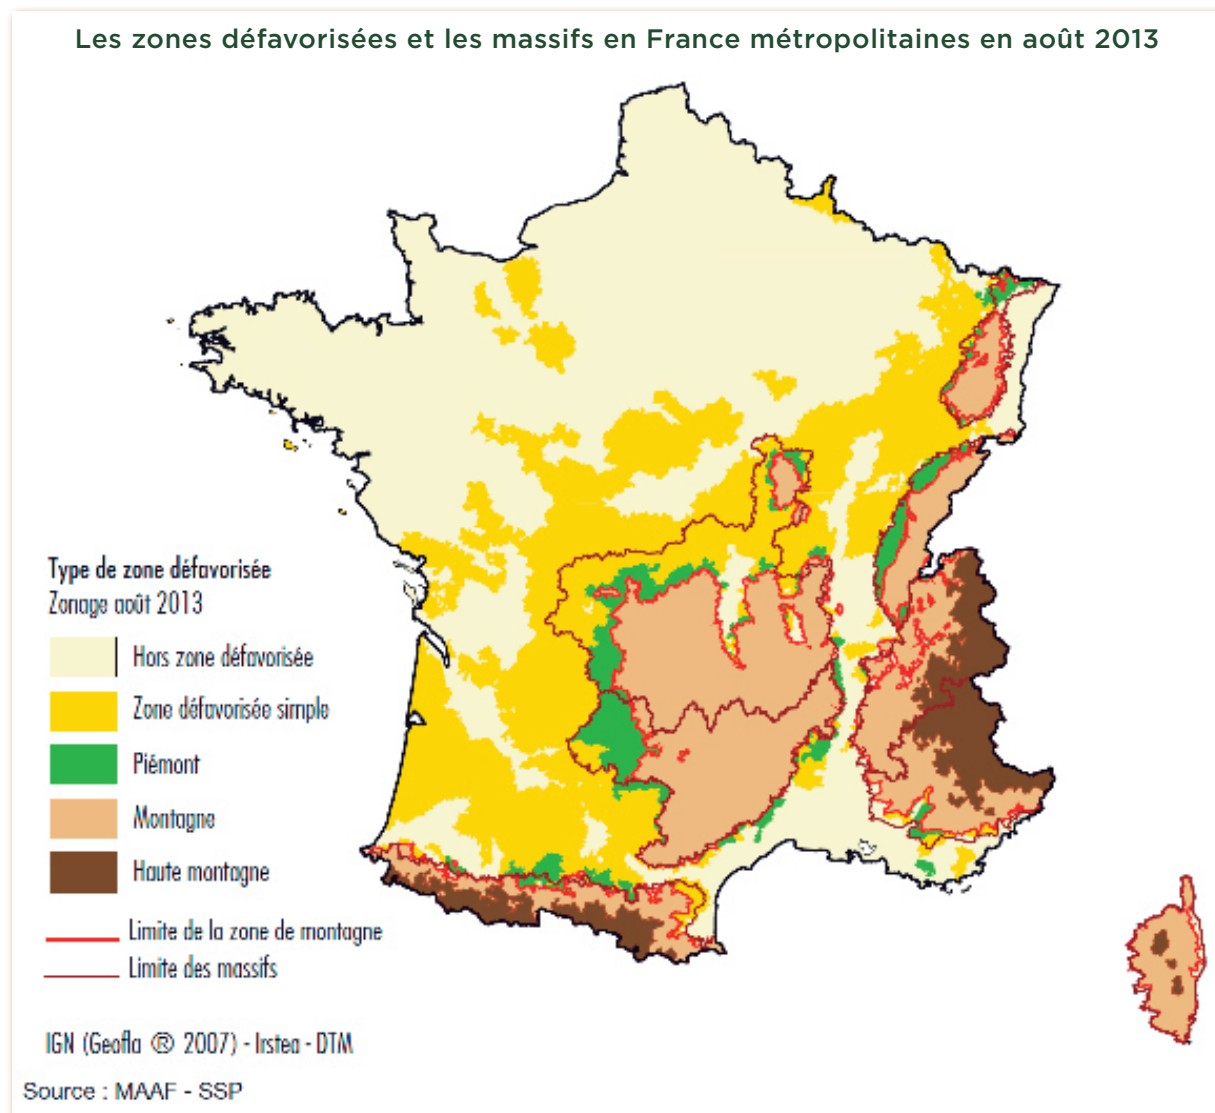 Les zones défavorisées et les massifs en France métropolitaines en août 2013
Type de zone défavorisée
Zonage août 2013
Hors zone défavorisée
Zone défavorisée simple
Piémont
Montagne
Haute montagne
Limite de la zone de montagne
Limite des massifs
IGN (Geofla ® 2007) - Irstea - DTM
Source : MAAF - SSP